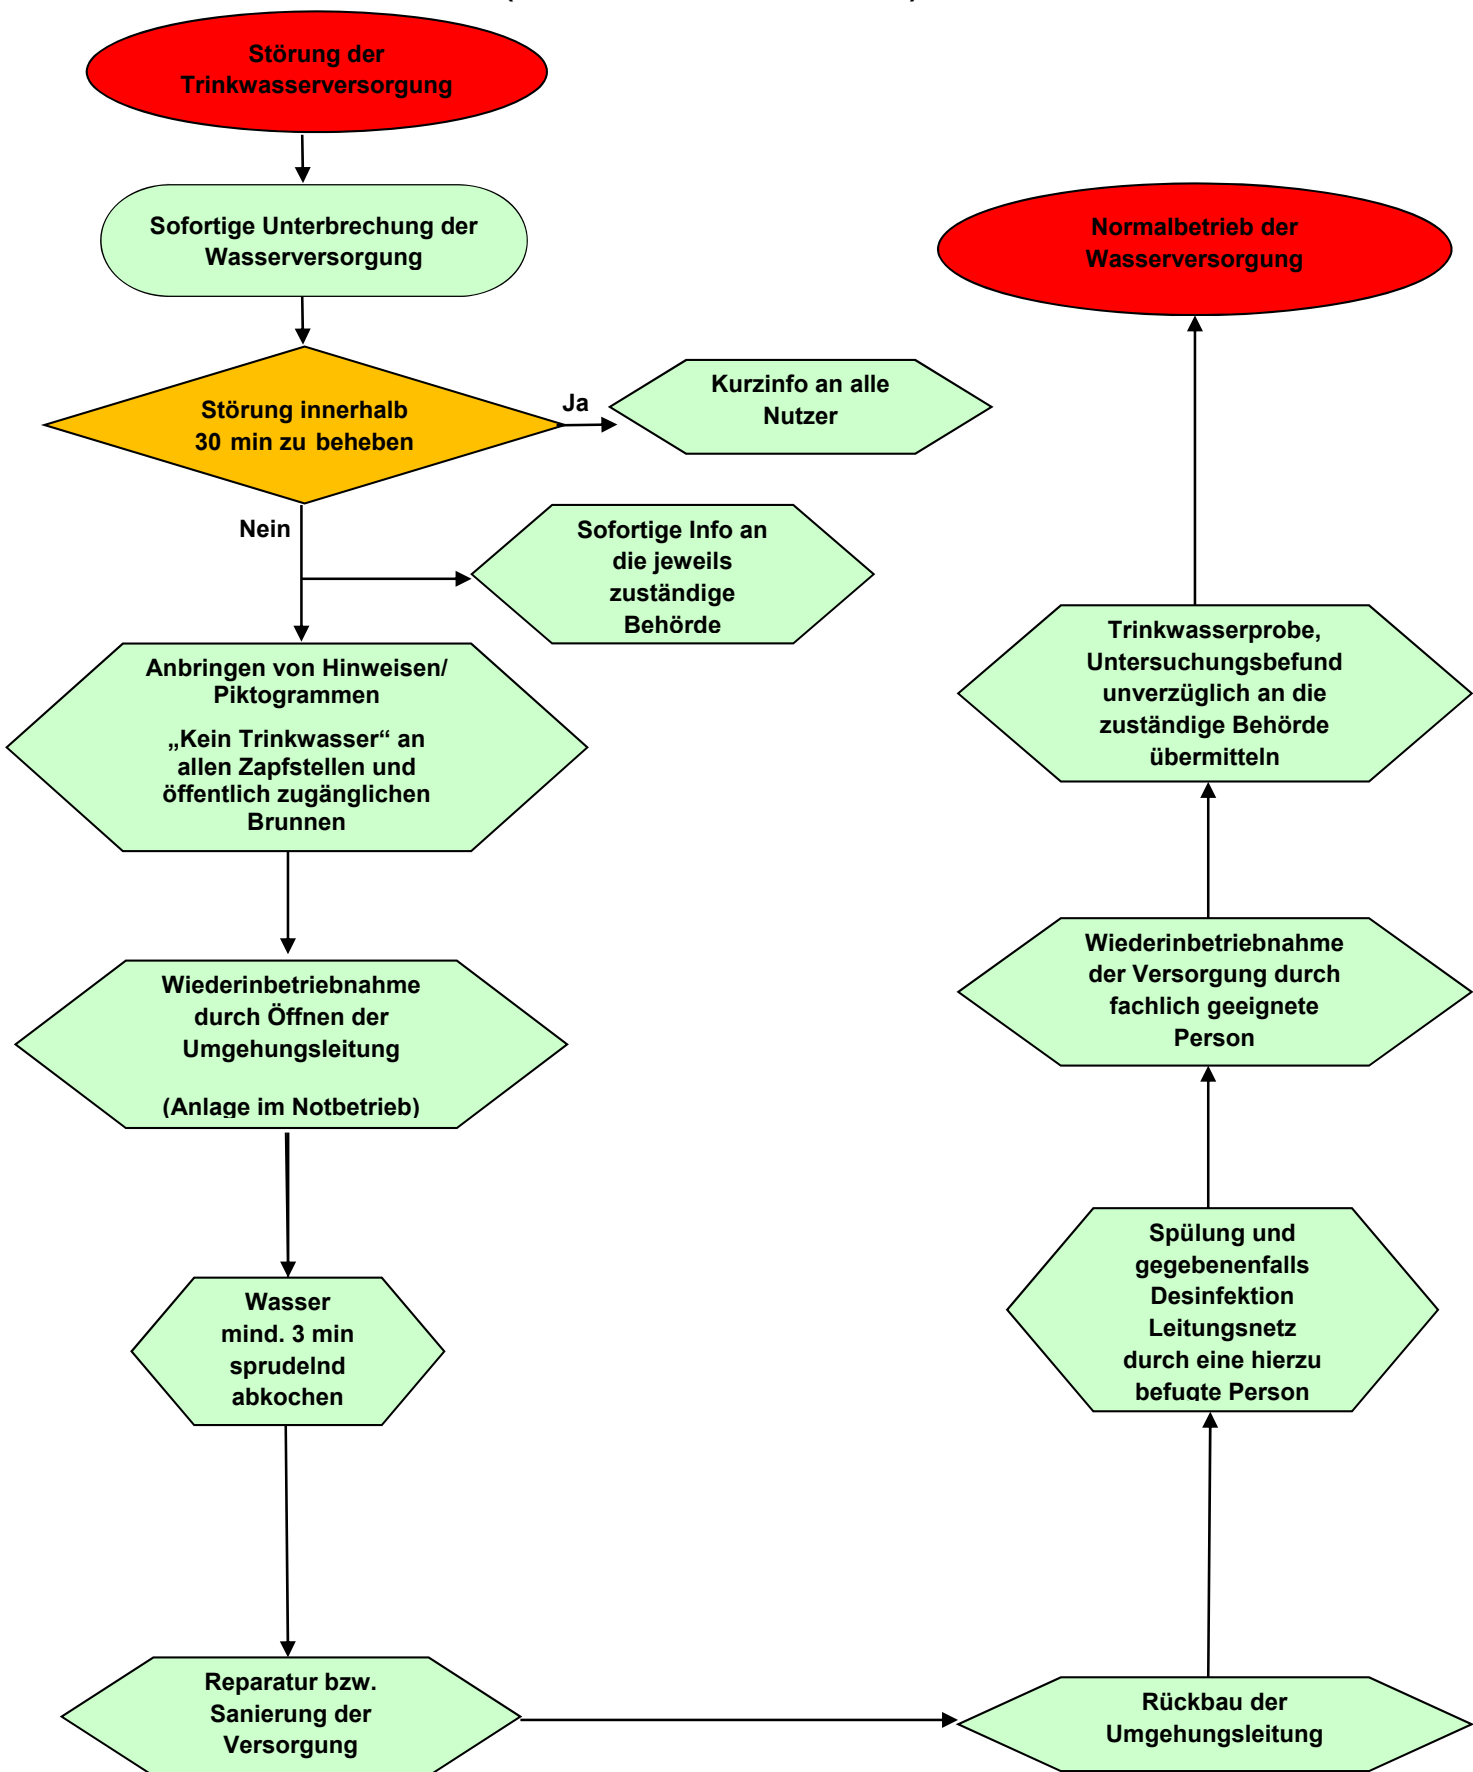 Störung der
Trinkwasserversorgung
Sofortige Unterbrechung der
Wasserversorgung
Störung innerhalb
30 min zu beheben
Ja
Kurzinfo an alle
Nutzer
Nein
Sofortige Info an
die jeweils
zuständige
Behörde
Anbringen von Hinweisen/
Piktogrammen
„Kein Trinkwasser“ an
allen Zapfstellen und
öffentlich zugänglichen
Brunnen
Wiederinbetriebnahme
durch Öffnen der
Umgehungsleitung
(Anlage im Notbetrieb)
Wasser
mind. 3 min
sprudelnd
abkochen
Reparatur bzw.
Sanierung der
Versorgung
Rückbau der
Umgehungsleitung
Spülung und
gegebenenfalls
Desinfektion
Leitungsnetz
durch eine hierzu
befugte Person
Wiederinbetriebnahme
der Versorgung durch
fachlich geeignete
Person
Trinkwasserprobe,
Untersuchungsbefund
unverzüglich an die
zuständige Behörde
übermitteln
Normalbetrieb der
Wasserversorgung